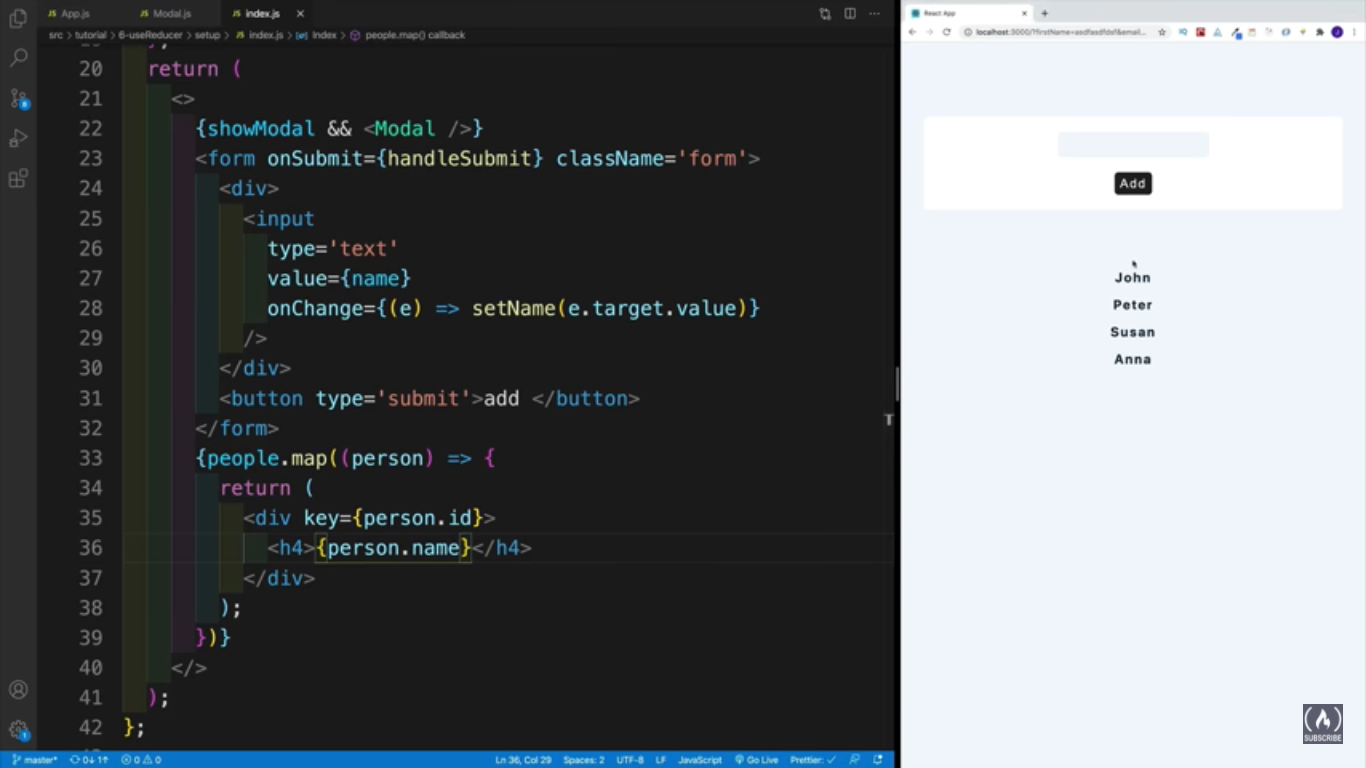 App.js
Modal.js
index.js
src > tutorial > 6-useReducer > setup > index.js > Index > people.map() callback
20 return (
21 <>
22 {showModal && <Modal />}
23 <form onSubmit={handleSubmit} className='form'>
24 <div>
25 <input
26 type='text'
27 value={name}
28 onChange={(e) => setName(e.target.value)}
29 />
30 </div>
31 <button type='submit'>add </button>
32 </form>
33 {people.map((person) => {
34 return (
35 <div key={person.id}>
36 <h4>{person.name}</h4>
37 </div>
38 );
39 })}
40 </>
41 );
42 };
master*
0↓ 1↑
0 0
Ln 36, Col 29
Spaces: 2
UTF-8
LF
JavaScript
Go Live
Prettier: ✓
React App
localhost:3000/?firstName=asdfasdfdsf&email...
Add
John
Peter
Susan
Anna
SUBSCRIBE